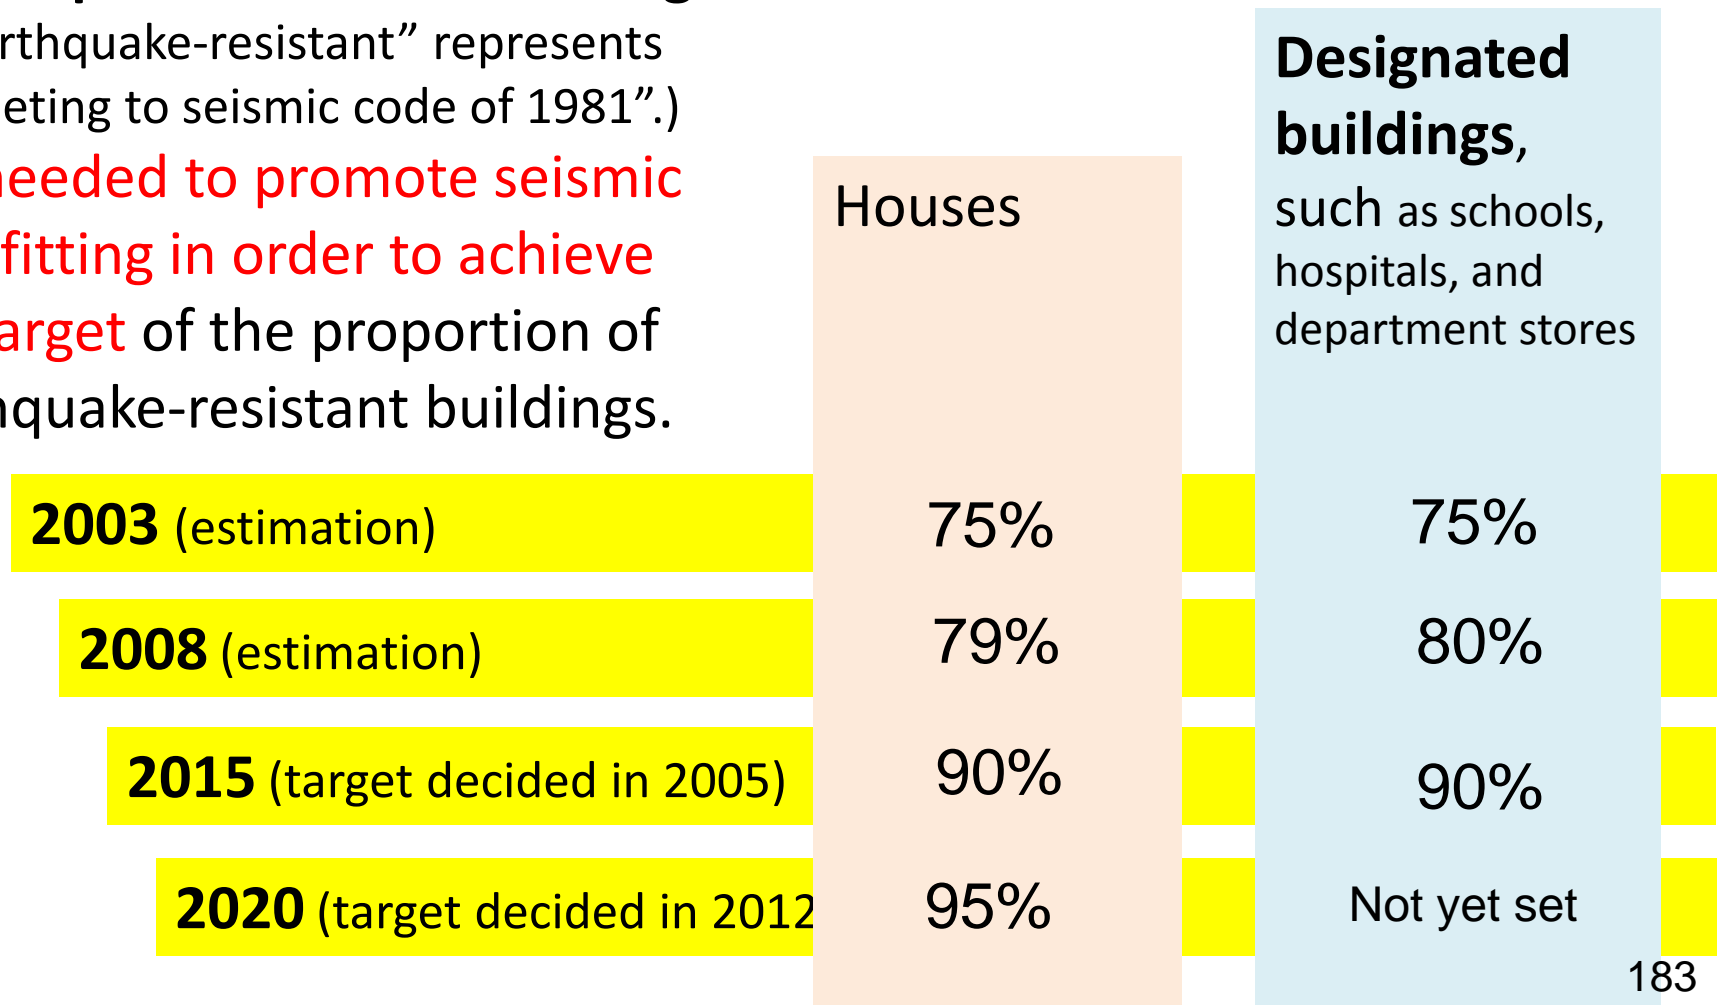 rthquake-resistant” represents
eting to seismic code of 1981”.)
needed to promote seismic
fitting in order to achieve
arget of the proportion of
hquake-resistant buildings.
Houses
Designated
buildings,
such as schools,
hospitals, and
department stores
2003 (estimation) 75% 75%
2008 (estimation) 79% 80%
2015 (target decided in 2005) 90% 90%
2020 (target decided in 2012 95% Not yet set
183